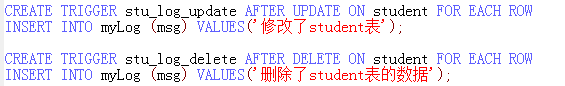 CREATE TRIGGER stu_log_update AFTER UPDATE ON student FOR EACH ROW
INSERT INTO myLog (msg) VALUES('修改了student表');
CREATE TRIGGER stu_log_delete AFTER DELETE ON student FOR EACH ROW
INSERT INTO myLog (msg) VALUES('删除了student表的数据');